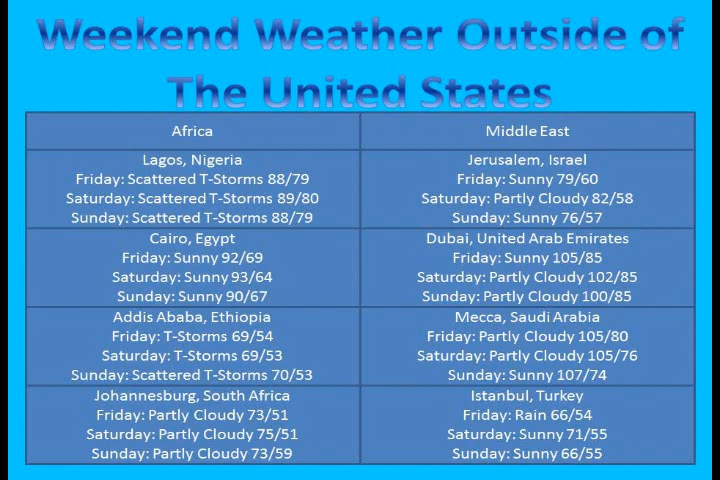 Weekend Weather Outside of
The United States
Africa
Middle East
Lagos, Nigeria
Friday: Scattered T-Storms 88/79
Saturday: Scattered T-Storms 89/80
Sunday: Scattered T-Storms 88/79
Jerusalem, Israel
Friday: Sunny 79/60
Saturday: Partly Cloudy 82/58
Sunday: Sunny 76/57
Cairo, Egypt
Friday: Sunny 92/69
Saturday: Sunny 93/64
Sunday: Sunny 90/67
Dubai, United Arab Emirates
Friday: Sunny 105/85
Saturday: Partly Cloudy 102/85
Sunday: Partly Cloudy 100/85
Addis Ababa, Ethiopia
Friday: T-Storms 69/54
Saturday: T-Storms 69/53
Sunday: Scattered T-Storms 70/53
Mecca, Saudi Arabia
Friday: Partly Cloudy 105/80
Saturday: Partly Cloudy 105/76
Sunday: Sunny 107/74
Johannesburg, South Africa
Friday: Partly Cloudy 73/51
Saturday: Partly Cloudy 75/51
Sunday: Partly Cloudy 73/59
Istanbul, Turkey
Friday: Rain 66/54
Saturday: Sunny 71/55
Sunday: Sunny 66/55